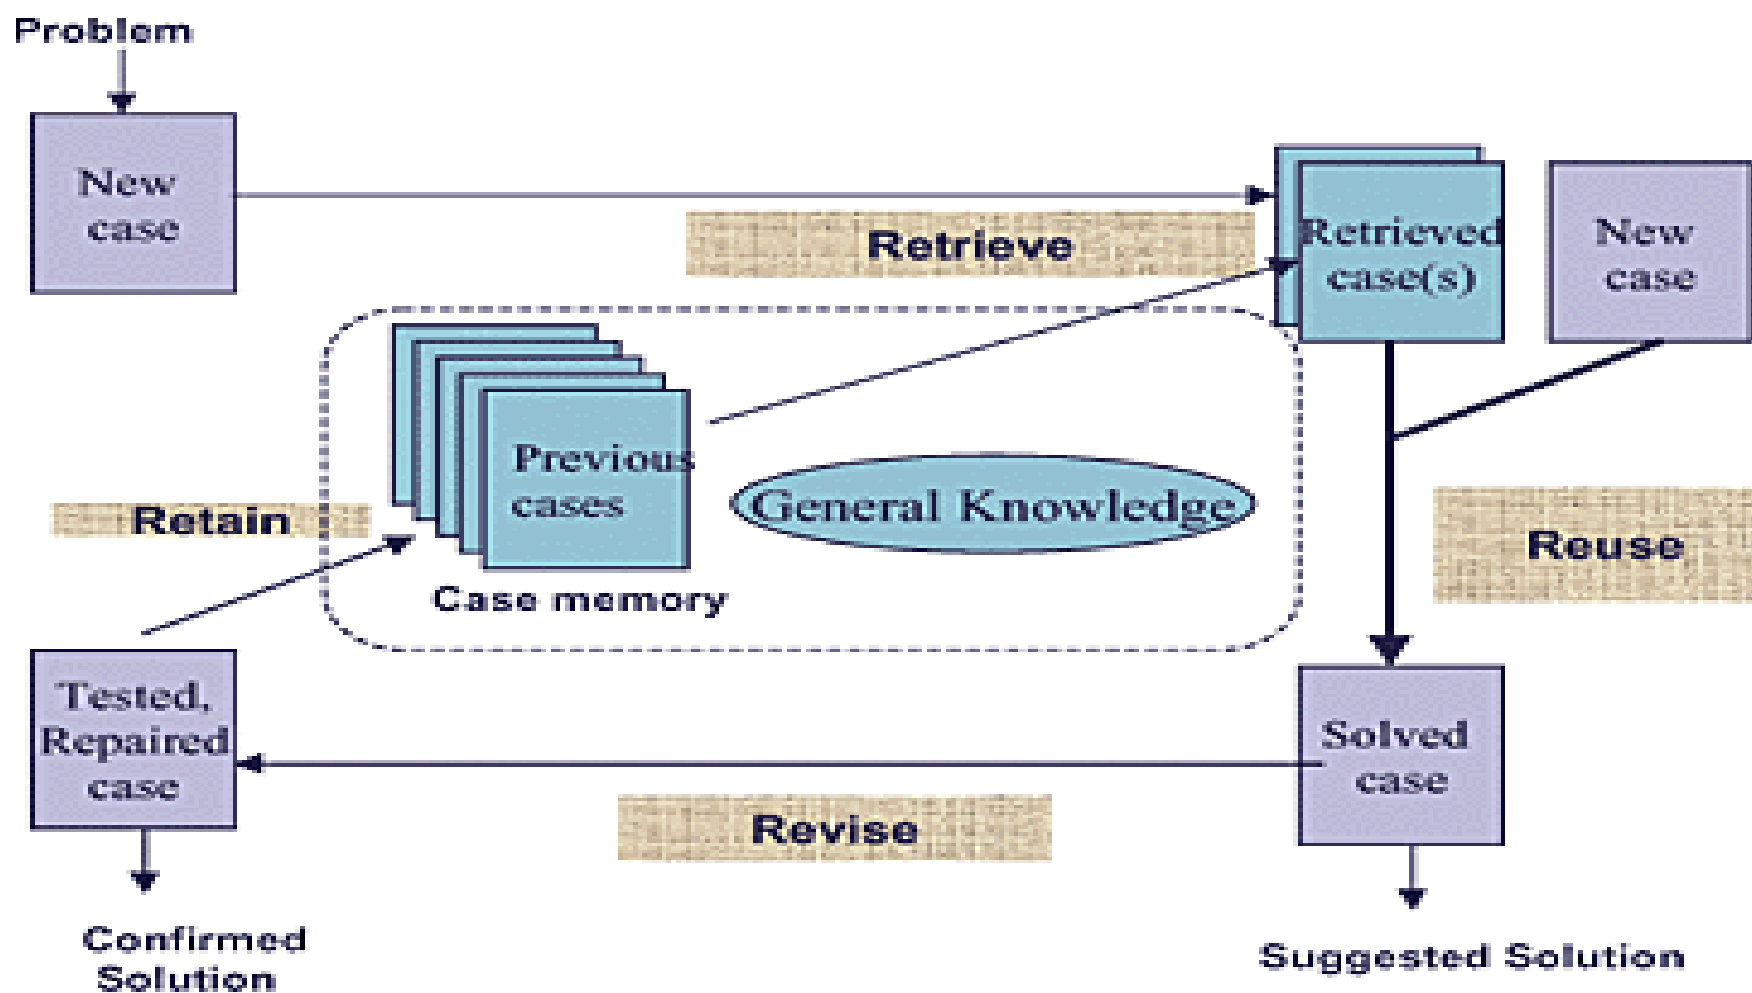 Problem
New
case
Retrieve
Retrieved
case(s)
New
case
Previous
cases
General Knowledge
Case memory
Retain
Reuse
Tested,
Repaired
case
Solved
case
Revise
Confirmed
Solution
Suggested Solution